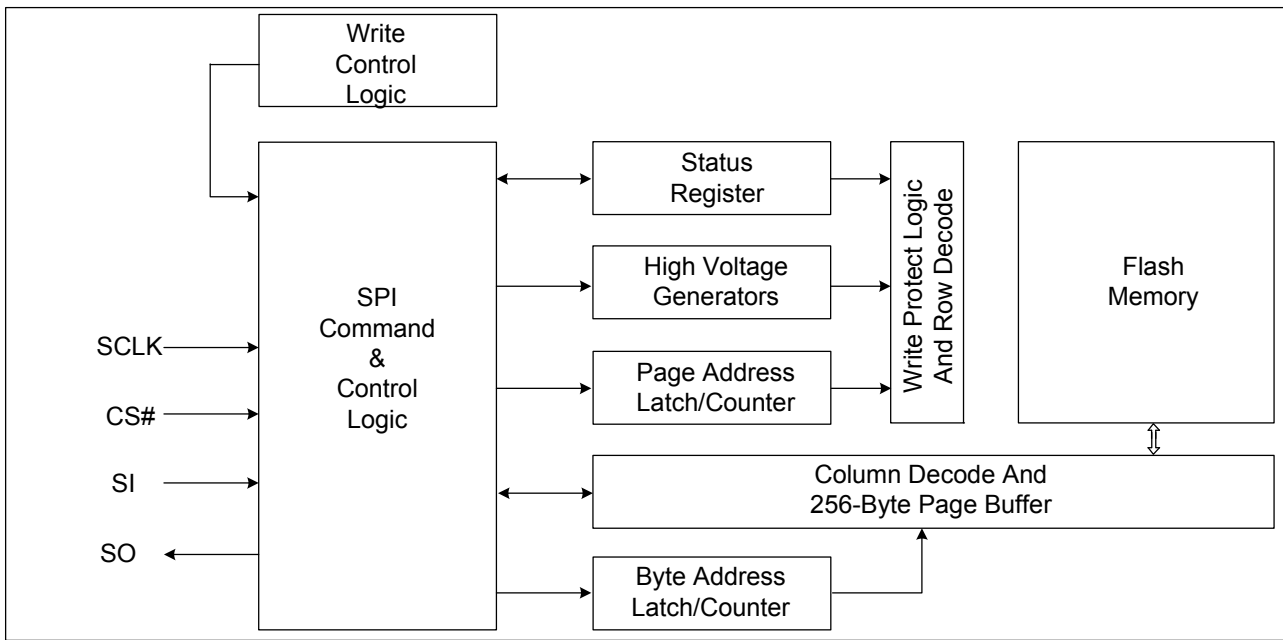 Write
Control
Logic
SPI
Command
&
Control
Logic
SCLK
CS#
SI
SO
Status
Register
High Voltage
Generators
Page Address
Latch/Counter
Write Protect Logic
And Row Decode
Flash
Memory
Column Decode And
256-Byte Page Buffer
Byte Address
Latch/Counter